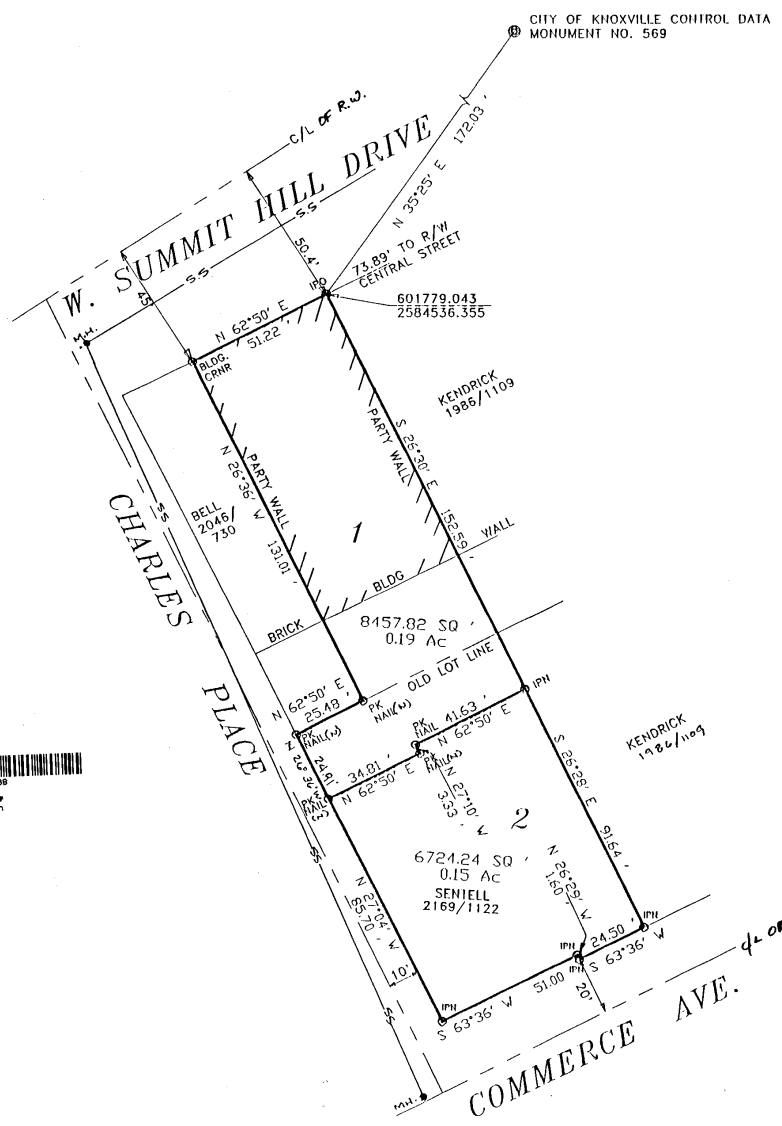 CITY OF KNOXVILLE CONTROL DATA
MONUMENT NO. 569
C/L OF R.W.
N 35°25' E 172.03 '
W. SUMMIT HILL DRIVE
S.S
S.S.
50.4'
45'
73.89' TO R/W
CENTRAL STREET
IPO
601779.043
2584536.355
M.H.
N 62°50' E
51.22 '
BLDG.
CRNR
KENDRICK
1986/1109
PARTY WALL
S 26°30' E 152.59 '
PARTY WALL
N 26°36' W 131.01 '
BELL
2046/
730
1
CHARLES PLACE
SS
BRICK BLDG WALL
8457.82 SQ '
0.19 Ac
OLD LOT LINE
N 62°50' E
25.48 '
PK
NAIL(N)
IPN
PK
NAIL(N)
PK
NAIL
41.63 '
N 62°50' E
KENDRICK
1986/1109
N 26°36' W
24.91 '
34.81 '
N 62°50' E
PK
NAIL(N)
PK
NAIL
(N)
N 27°10' W
3.33 '
S 26°28' E 91.64 '
2
6724.24 SQ '
0.15 Ac
SENTELL
2169/1122
N 26°29' W
1.60 '
SS
N 27°04' W
85.70 '
IPN
24.50 '
IPN
IPN
S 63°36' W
10'
IPN
51.00 '
S 63°36' W
20'
SS
COMMERCE AVE.
M.H.